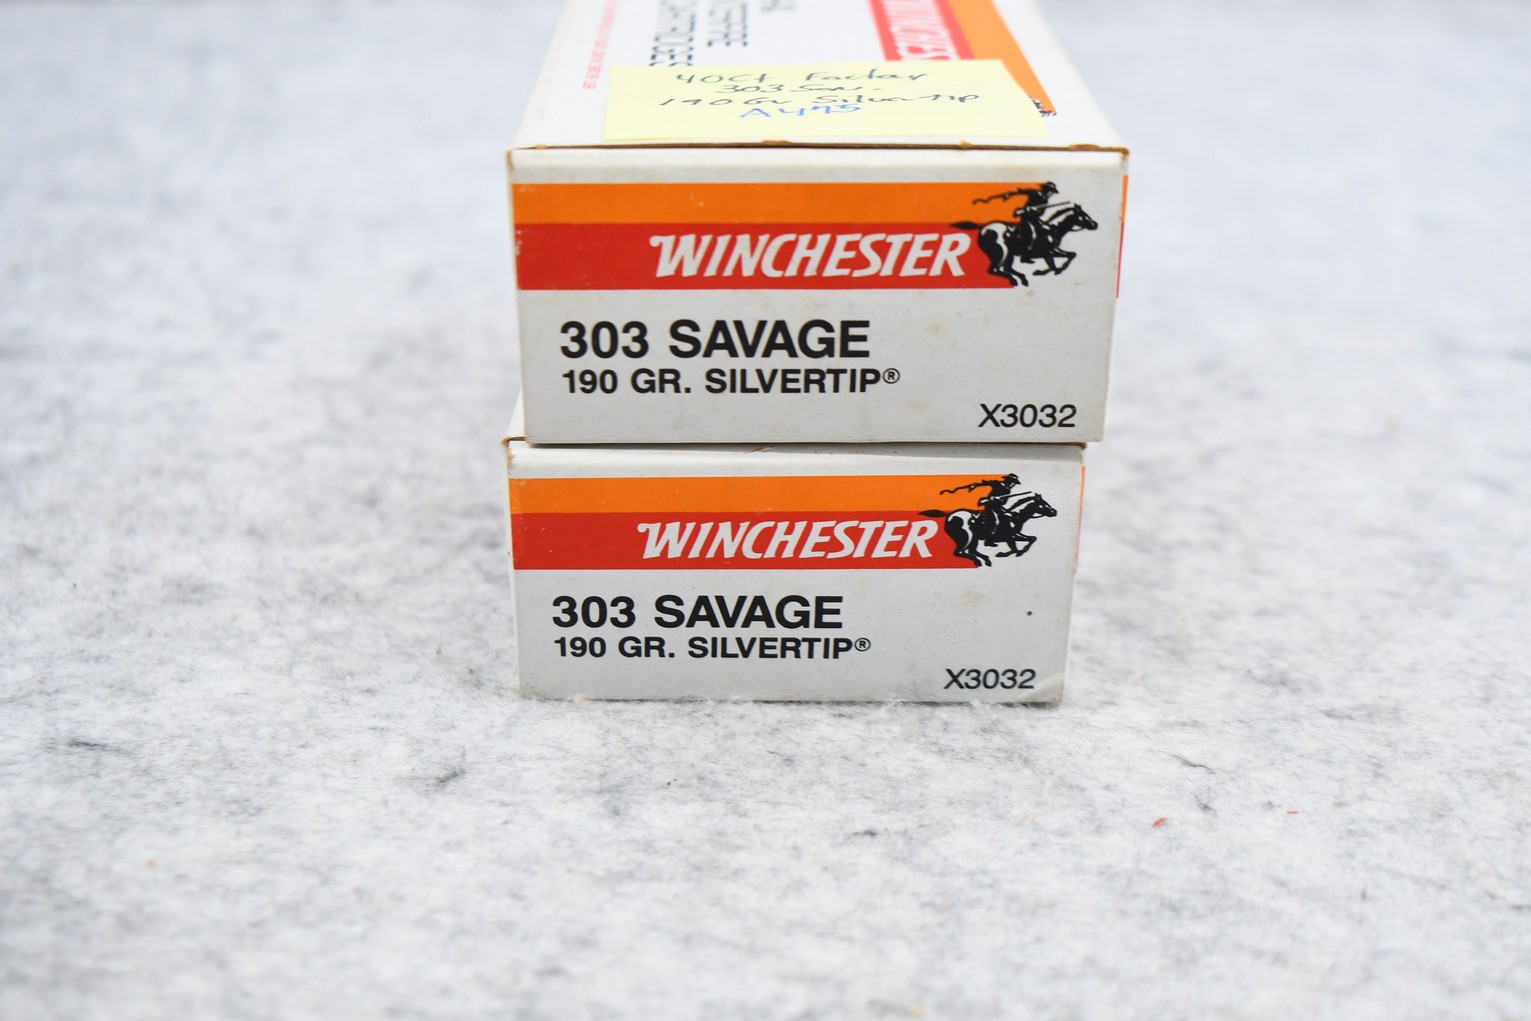 40ct Factory
303 Sav.
190 Gr Silvertip
A475
WINCHESTER
303 SAVAGE
190 GR. SILVERTIP®
X3032
WINCHESTER
303 SAVAGE
190 GR. SILVERTIP®
X3032